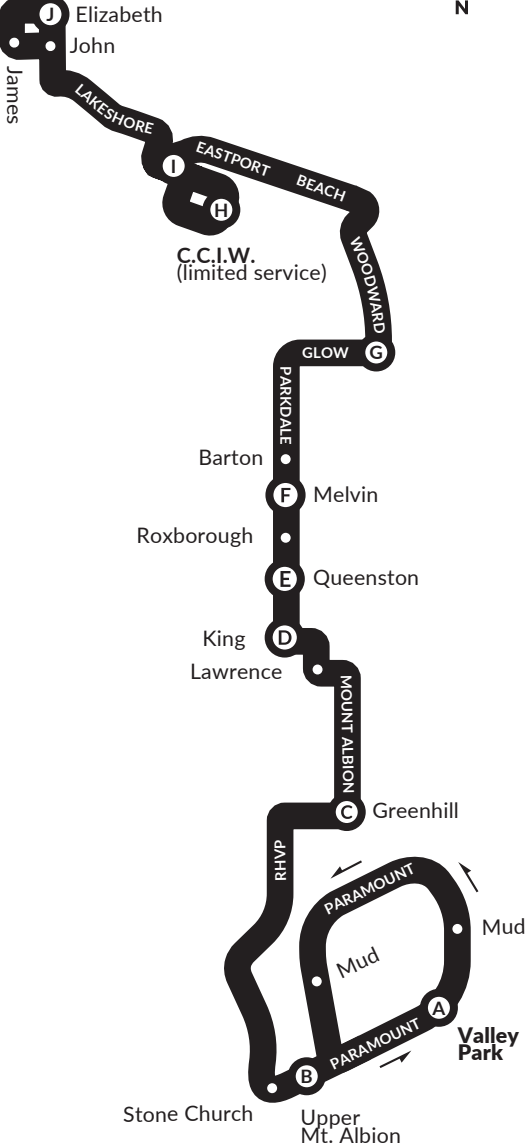 N
J Elizabeth
John
James
LAKESHORE
I
EASTPORT BEACH
H
C.C.I.W.
(limited service)
WOODWARD
GLOW G
PARKDALE
Barton
F Melvin
Roxborough
E Queenston
King D
Lawrence
MOUNT ALBION
C Greenhill
RHVP
PARAMOUNT
Mud
Mud
A
Valley
Park
PARAMOUNT
B
Stone Church
Upper
Mt. Albion